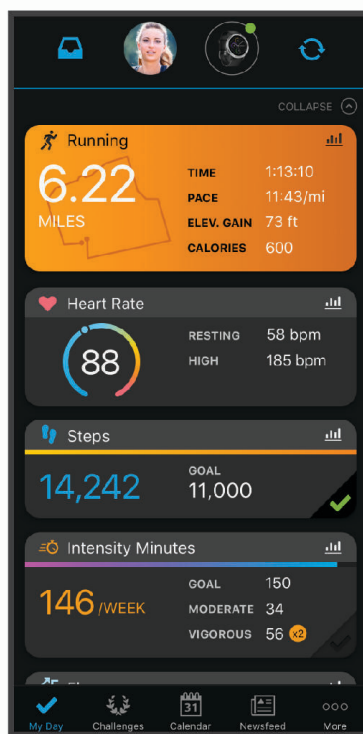 COLLAPSE
Running
6.22
MILES
TIME 1:13:10
PACE 11:43/mi
ELEV. GAIN 73 ft
CALORIES 600
Heart Rate
88
RESTING 58 bpm
HIGH 185 bpm
Steps
14,242
GOAL
11,000
Intensity Minutes
146 /WEEK
GOAL 150
MODERATE 34
VIGOROUS 56 x2
31
My Day Challenges Calendar Newsfeed More